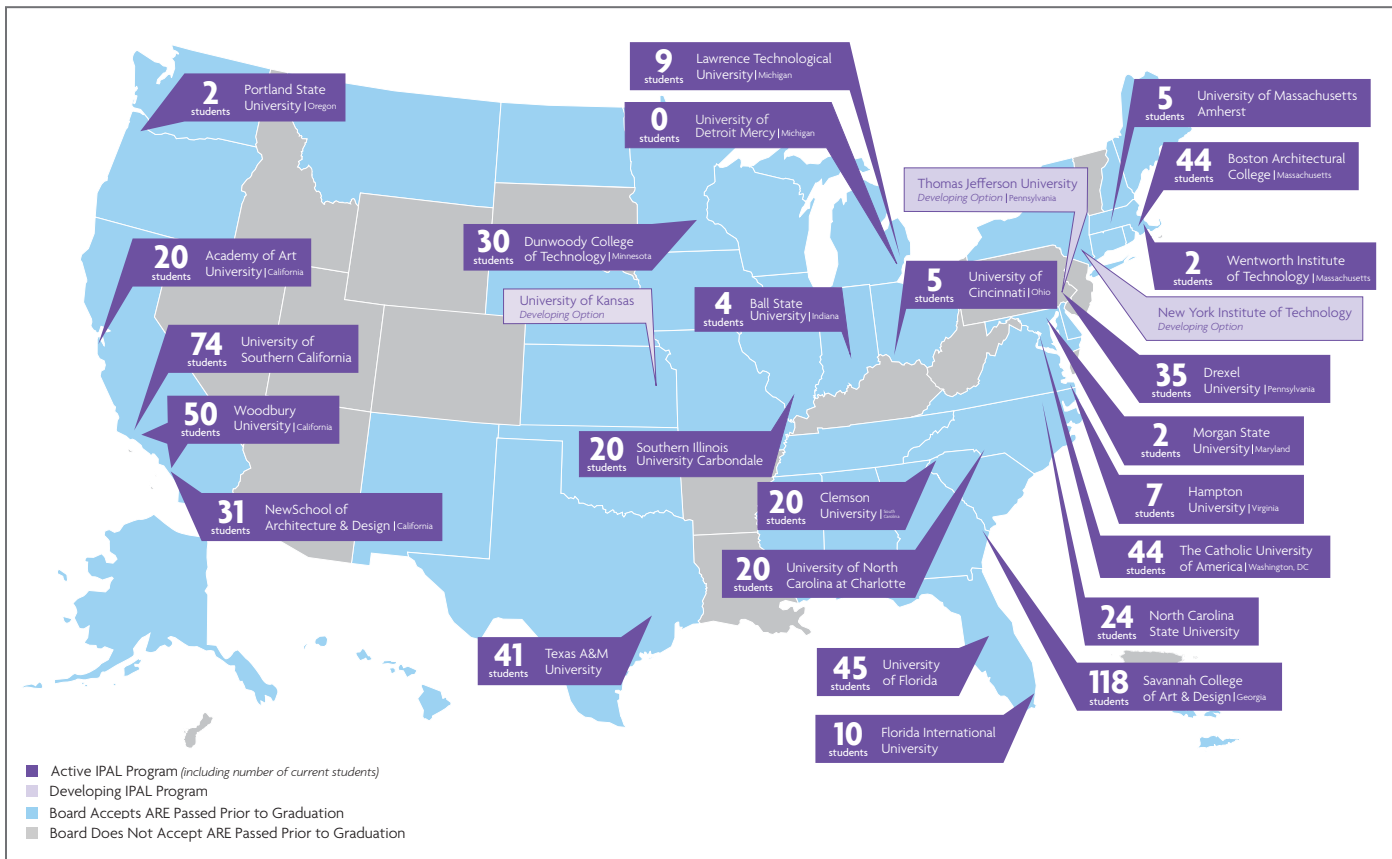 2
students
Portland State
University | Oregon
20
students
Academy of Art
University | California
74
students
University of
Southern California
50
students
Woodbury
University | California
31
students
NewSchool of
Architecture & Design | California
9
students
Lawrence Technological
University | Michigan
0
students
University of
Detroit Mercy | Michigan
30
students
Dunwoody College
of Technology | Minnesota
University of Kansas
Developing Option
4
students
Ball State
University | Indiana
20
students
Southern Illinois
University Carbondale
20
students
Clemson
University | South Carolina
20
students
University of North
Carolina at Charlotte
41
students
Texas A&M
University
45
students
University
of Florida
10
students
Florida International
University
5
students
University of Massachusetts
Amherst
44
students
Boston Architectural
College | Massachusetts
Thomas Jefferson University
Developing Option | Pennsylvania
2
students
Wentworth Institute
of Technology | Massachusetts
5
students
University of
Cincinnati | Ohio
New York Institute of Technology
Developing Option
35
students
Drexel
University | Pennsylvania
2
students
Morgan State
University | Maryland
7
students
Hampton
University | Virginia
44
students
The Catholic University
of America | Washington, DC
24
students
North Carolina
State University
118
students
Savannah College
of Art & Design | Georgia
Active IPAL Program (including number of current students)
Developing IPAL Program
Board Accepts ARE Passed Prior to Graduation
Board Does Not Accept ARE Passed Prior to Graduation